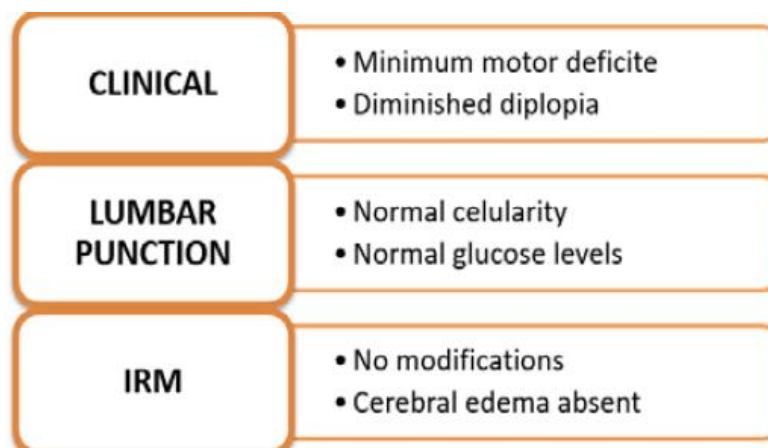 CLINICAL
• Minimum motor deficite
• Diminished diplopia
LUMBAR
PUNCTION
• Normal celularity
• Normal glucose levels
IRM
• No modifications
• Cerebral edema absent